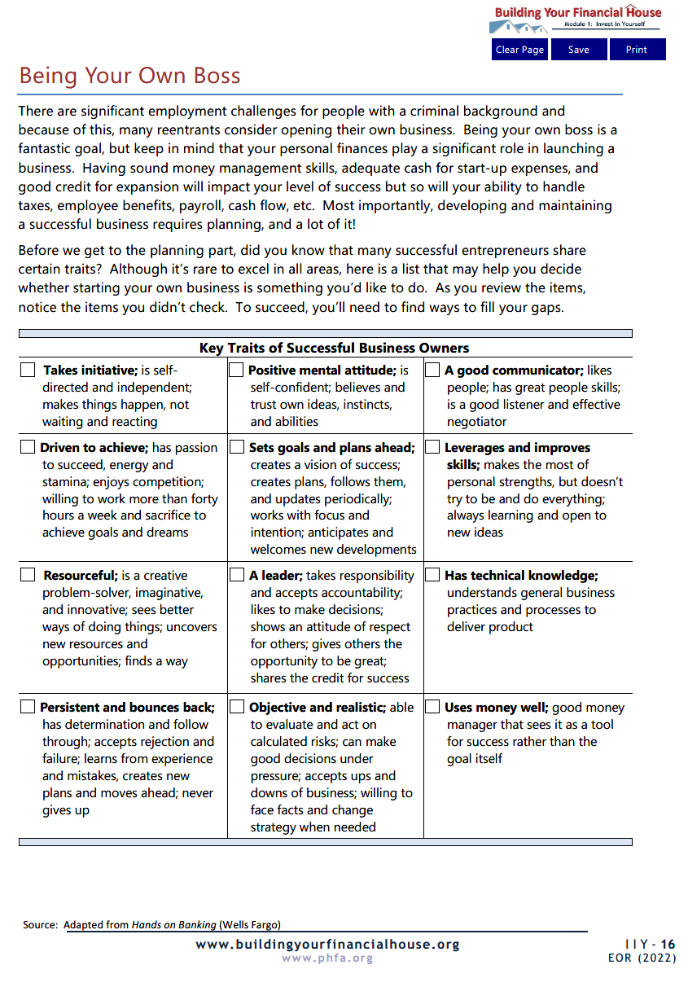 Building Your Financial House
Module 1: Invest In Yourself
Clear Page Save Print
Being Your Own Boss
There are significant employment challenges for people with a criminal background and
because of this, many reentrants consider opening their own business. Being your own boss is a
fantastic goal, but keep in mind that your personal finances play a significant role in launching a
business. Having sound money management skills, adequate cash for start-up expenses, and
good credit for expansion will impact your level of success but so will your ability to handle
taxes, employee benefits, payroll, cash flow, etc. Most importantly, developing and maintaining
a successful business requires planning, and a lot of it!
Before we get to the planning part, did you know that many successful entrepreneurs share
certain traits? Although it's rare to excel in all areas, here is a list that may help you decide
whether starting your own business is something you'd like to do. As you review the items,
notice the items you didn't check. To succeed, you'll need to find ways to fill your gaps.
Key Traits of Successful Business Owners
Takes initiative; is self-
directed and independent;
makes things happen, not
waiting and reacting
Positive mental attitude; is
self-confident; believes and
trust own ideas, instincts,
and abilities
A good communicator; likes
people; has great people skills;
is a good listener and effective
negotiator
Driven to achieve; has passion
to succeed, energy and
stamina; enjoys competition;
willing to work more than forty
hours a week and sacrifice to
achieve goals and dreams
Sets goals and plans ahead;
creates a vision of success;
creates plans, follows them,
and updates periodically;
works with focus and
intention; anticipates and
welcomes new developments
Leverages and improves
skills; makes the most of
personal strengths, but doesn't
try to be and do everything;
always learning and open to
new ideas
Resourceful; is a creative
problem-solver, imaginative,
and innovative; sees better
ways of doing things; uncovers
new resources and
opportunities; finds a way
A leader; takes responsibility
and accepts accountability;
likes to make decisions;
shows an attitude of respect
for others; gives others the
opportunity to be great;
shares the credit for success
Has technical knowledge;
understands general business
practices and processes to
deliver product
Persistent and bounces back;
has determination and follow
through; accepts rejection and
failure; learns from experience
and mistakes, creates new
plans and moves ahead; never
gives up
Objective and realistic; able
to evaluate and act on
calculated risks; can make
good decisions under
pressure; accepts ups and
downs of business; willing to
face facts and change
strategy when needed
Uses money well; good money
manager that sees it as a tool
for success rather than the
goal itself
Source: Adapted from Hands on Banking (Wells Fargo)
www.buildingyourfinancialhouse.org
IIY - 16
www.phfa.org
EOR (2022)